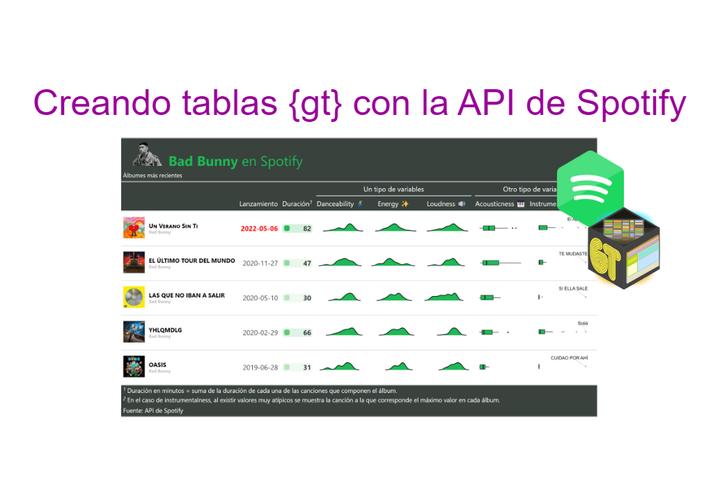 Creando tablas {gt} con la API de Spotify
Bad Bunny en Spotify
Álbumes más recientes
Un tipo de variables Otro tipo de varia
Lanzamiento Duración¹ Danceability Energy Loudness Acousticness Instrume
UN VERANO SIN TI 2022-05-06 82
Bad Bunny
EL ÚLTIMO TOUR DEL MUNDO 2020-11-27 47 TE MUDASTE
Bad Bunny
LAS QUE NO IBAN A SALIR 2020-05-10 30 SI ELLA SALE
Bad Bunny
YHLQMDLG 2020-02-29 66 Soliá
Bad Bunny
OASIS 2019-06-28 31 CUIDAO POR AHÍ
Bad Bunny
¹ Duración en minutos = suma de la duración de cada una de las canciones que componen el álbum.
² En el caso de instrumentalness, al existir valores muy atípicos se muestra la canción a la que corresponde el máximo valor en cada álbum.
Fuente: API de Spotify
GT